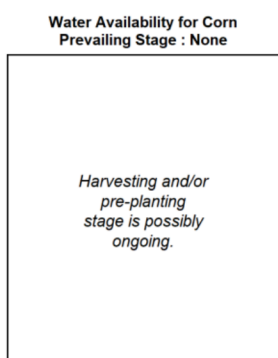 Water Availability for Corn
Prevailing Stage : None
Harvesting and/or
pre-planting
stage is possibly
ongoing.